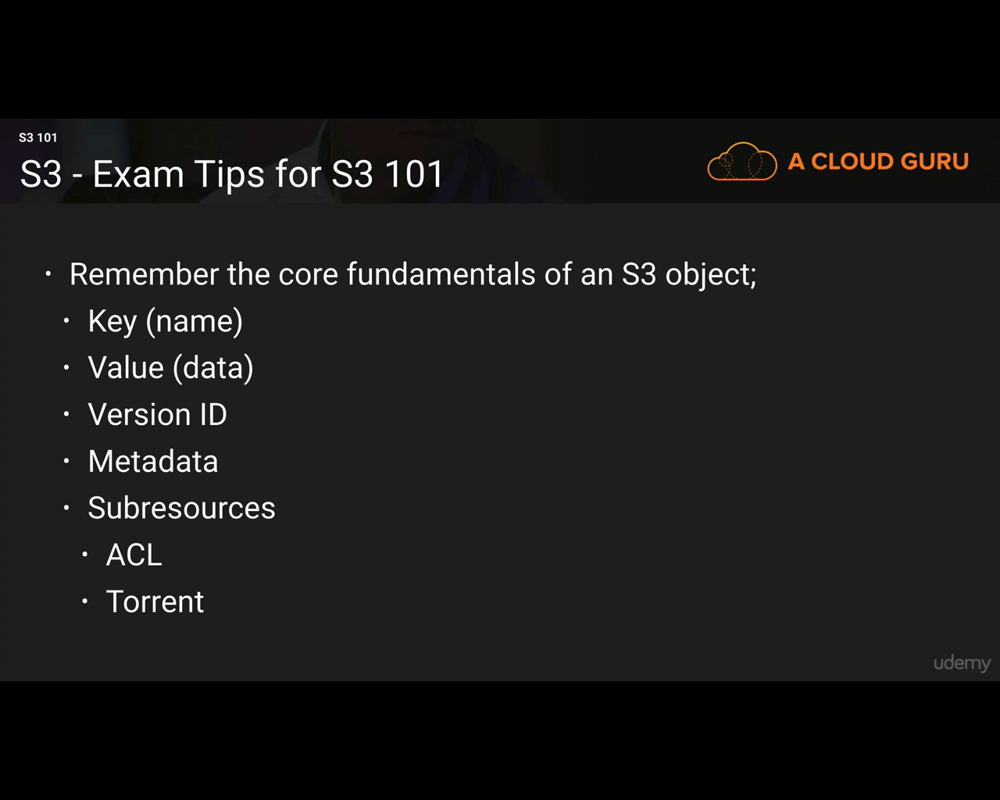 S3 101
S3 - Exam Tips for S3 101
A CLOUD GURU
• Remember the core fundamentals of an S3 object;
• Key (name)
• Value (data)
• Version ID
• Metadata
• Subresources
• ACL
• Torrent
udemy